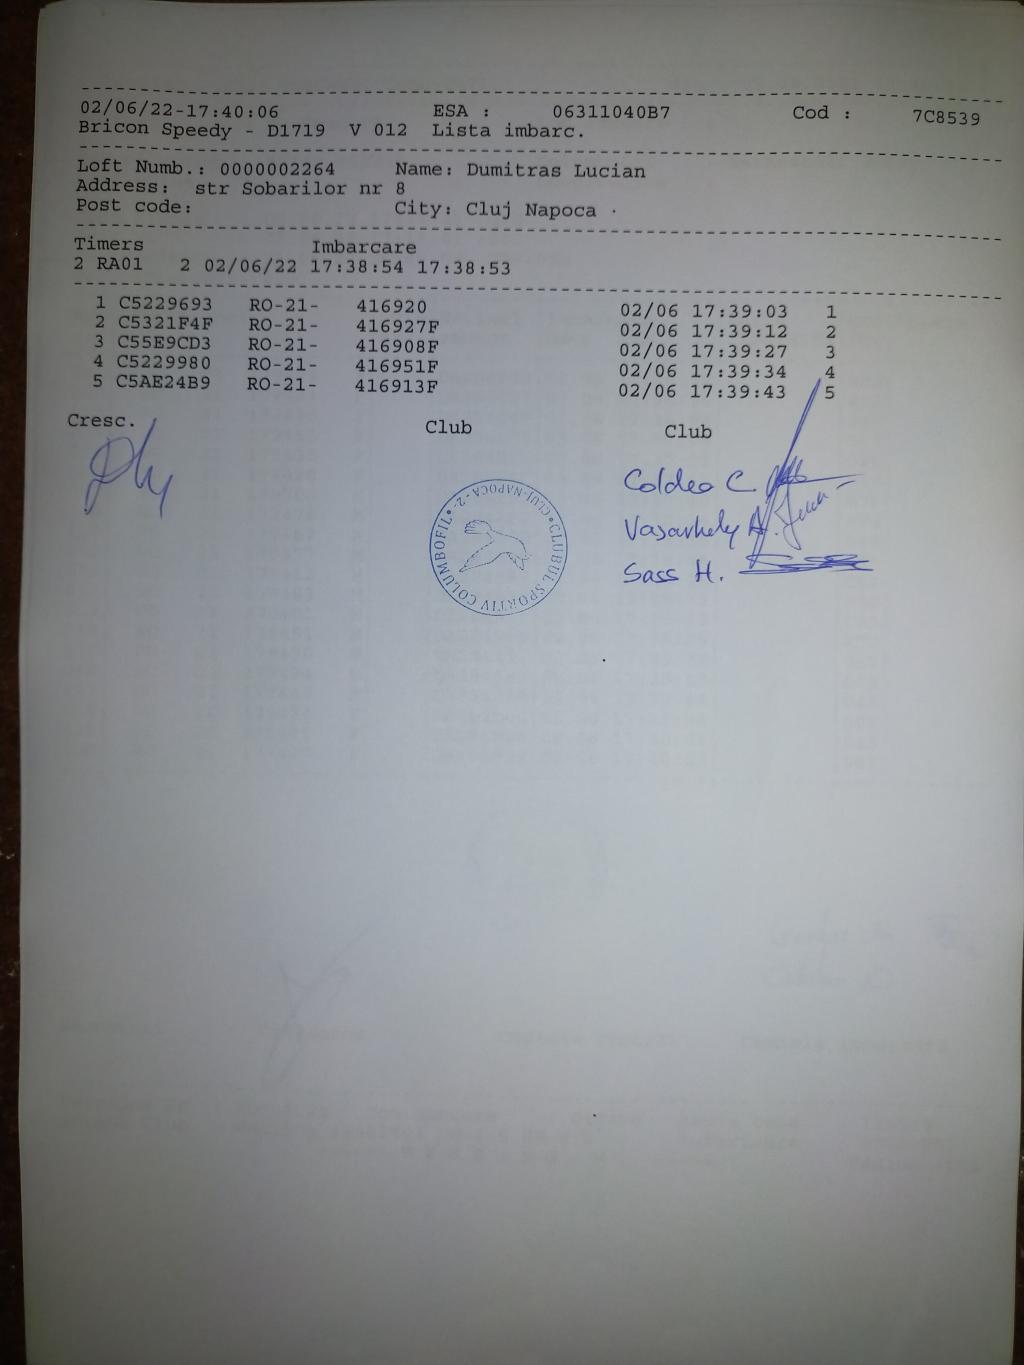 02/06/22-17:40:06 ESA : 06311040B7 Cod : 7C8539
Bricon Speedy - D1719 V 012 Lista imbarc.
Loft Numb.: 0000002264 Name: Dumitras Lucian
Address: str Sobarilor nr 8
Post code: City: Cluj Napoca
Timers Imbarcare
2 RA01 2 02/06/22 17:38:54 17:38:53
1 C5229693 RO-21- 416920 02/06 17:39:03 1
2 C5321F4F RO-21- 416927F 02/06 17:39:12 2
3 C55E9CD3 RO-21- 416908F 02/06 17:39:27 3
4 C5229980 RO-21- 416951F 02/06 17:39:34 4
5 C5AE24B9 RO-21- 416913F 02/06 17:39:43 5
Cresc. Club Club
Coldea C
Vasarhely A.
Sass H.
CLUBUL SPORTIV COLUMBOFIL • -2- CLUJ-NAPOCA •